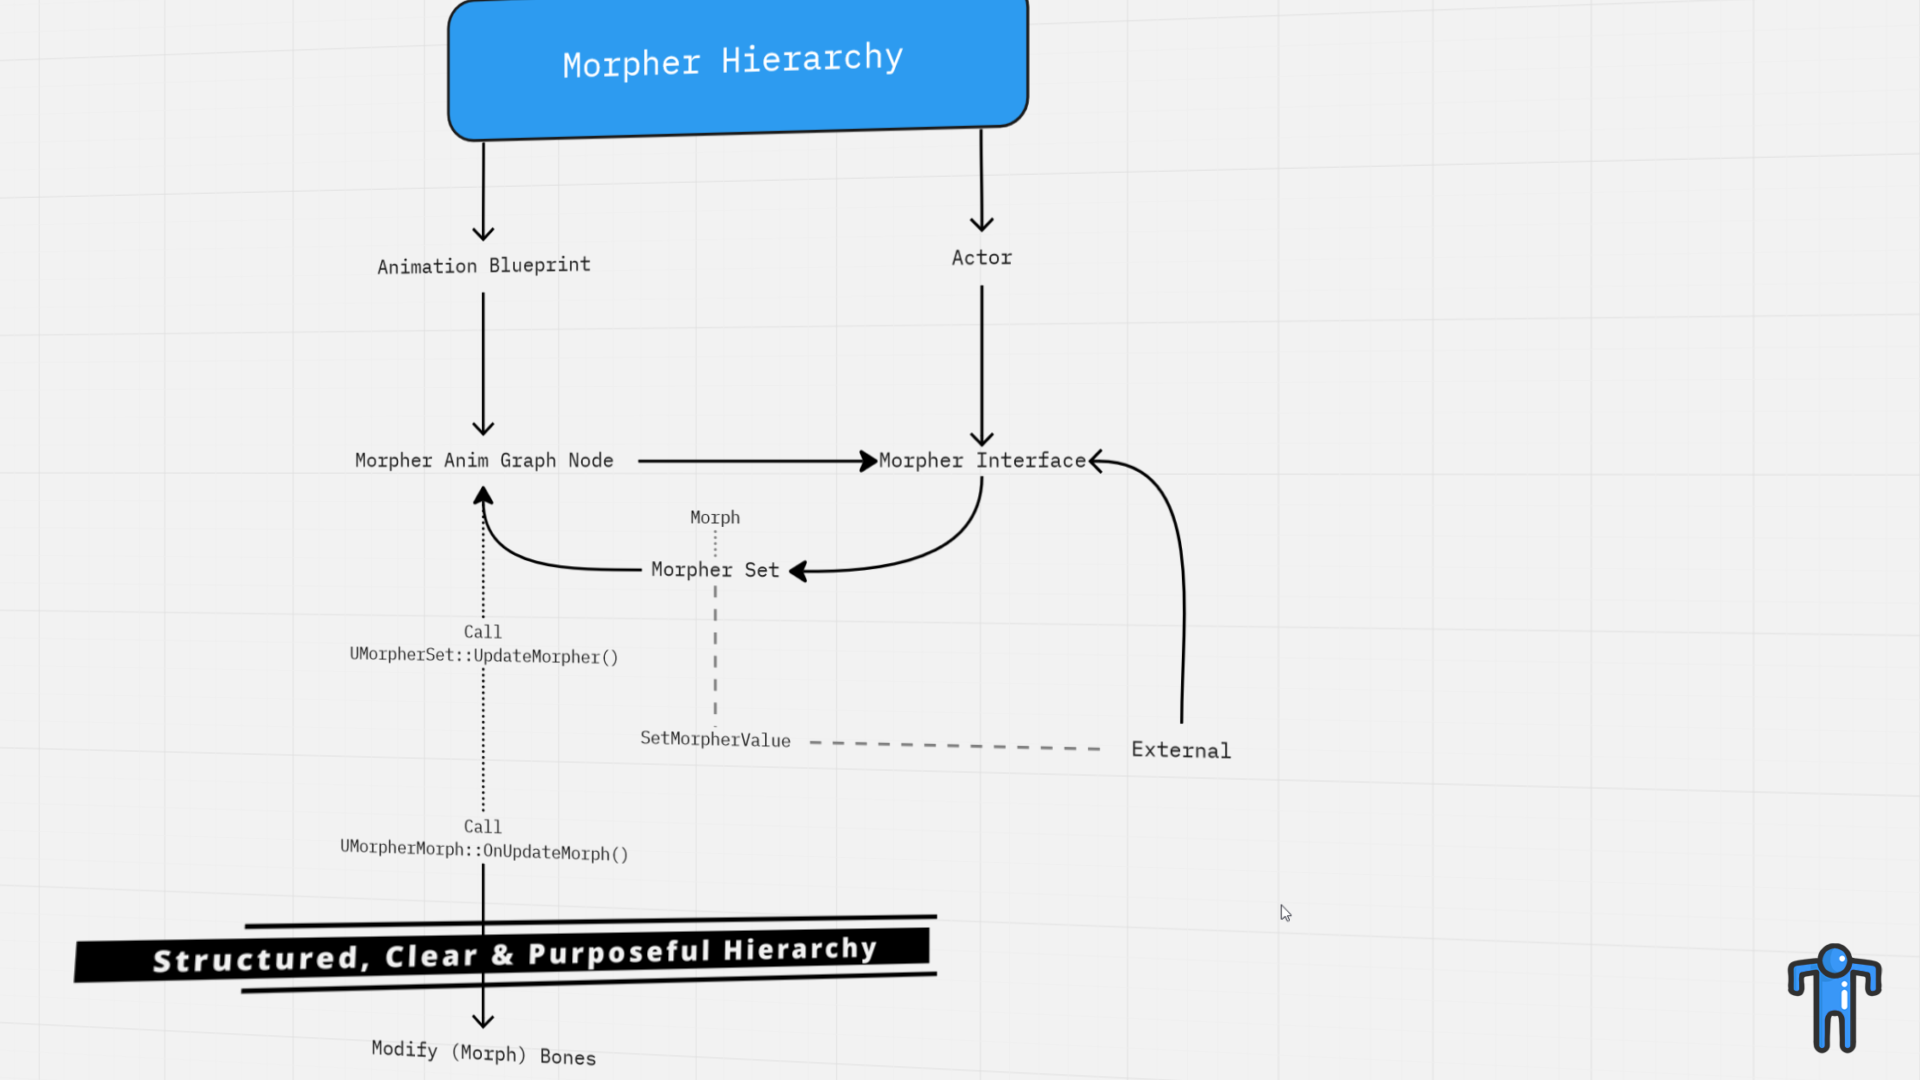 Morpher Hierarchy
Animation Blueprint
Actor
Morpher Anim Graph Node
Morpher Interface
Morph
Morpher Set
Call
UMorpherSet::UpdateMorpher()
SetMorpherValue
External
Call
UMorpherMorph::OnUpdateMorph()
Structured, Clear & Purposeful Hierarchy
Modify (Morph) Bones